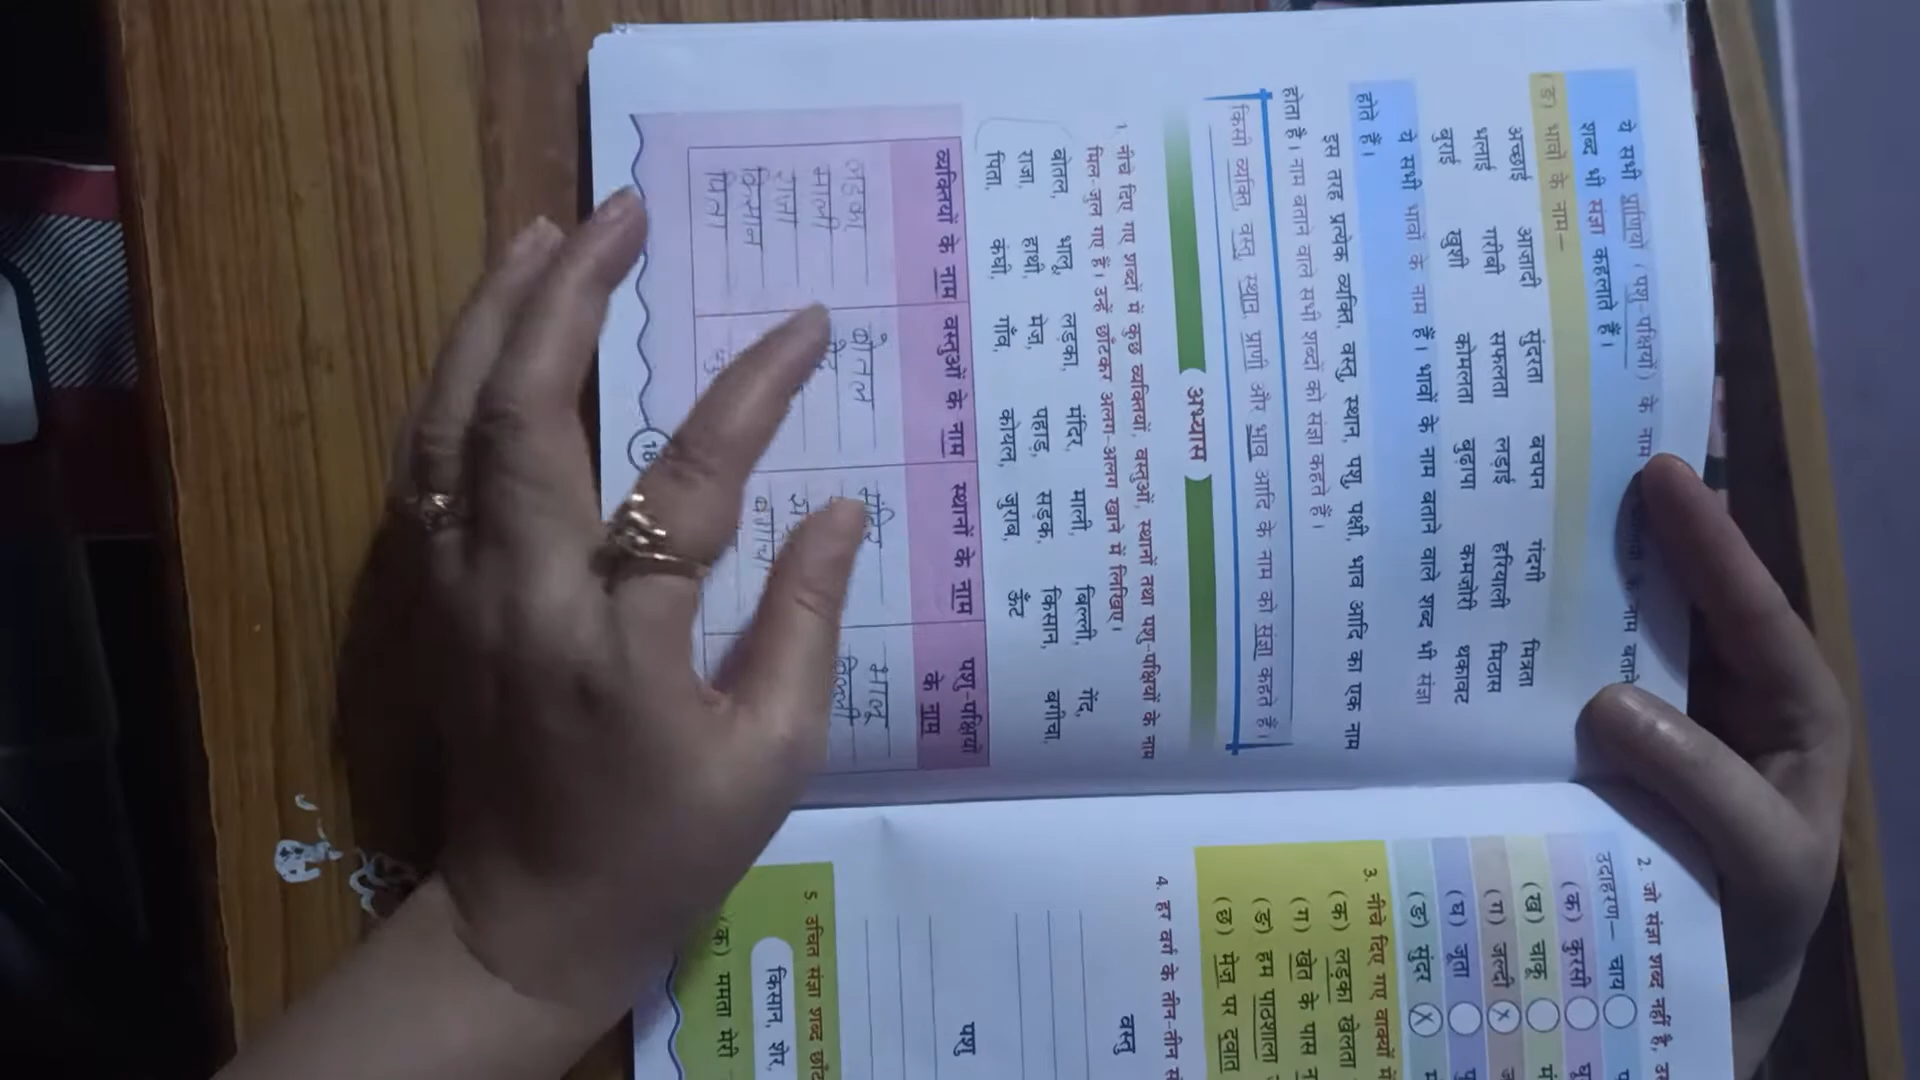 ये सभी प्राणियों (पशु-पक्षियों) के नाम
नाम बताने
शब्द भी संज्ञा कहलाते हैं।
(ङ) भावों के नाम—
अच्छाई आज़ादी सुंदरता बचपन गंदगी मित्रता
भलाई गरीबी सफलता लड़ाई हरियाली मिठास
बुराई खुशी कोमलता बुढ़ापा कमज़ोरी थकावट
ये सभी भावों के नाम हैं। भावों के नाम बताने वाले शब्द भी संज्ञा
होते हैं।
इस तरह प्रत्येक व्यक्ति, वस्तु, स्थान, पशु, पक्षी, भाव आदि का एक नाम
होता है। नाम बताने वाले सभी शब्दों को संज्ञा कहते हैं।
किसी व्यक्ति, वस्तु, स्थान, प्राणी और भाव आदि के नाम को संज्ञा कहते हैं।
अभ्यास
1. नीचे दिए गए शब्दों में कुछ व्यक्तियों, वस्तुओं, स्थानों तथा पशु-पक्षियों के नाम
मिल-जुल गए हैं। उन्हें छाँटकर अलग-अलग खाने में लिखिए।
बोतल, भालू, लड़का, मंदिर, माली, बिल्ली, गेंद,
राजा, हाथी, मेज़, पहाड़, सड़क, किसान, बगीचा,
पिता, कंघी, गाँव, कोयल, जुराब, ऊँट
व्यक्तियों के नाम वस्तुओं के नाम स्थानों के नाम पशु-पक्षियों के नाम
लड़का बोतल मंदिर भालू
माली बिल्ली
राजा
किसान बगीचा
पिता
18
2. जो संज्ञा शब्द नहीं हैं,
उदाहरण— चाय
(क) कुरसी
(ख) चाकू
(ग) जल्दी X
(घ) जूता
(ङ) सुंदर X
3. नीचे दिए गए वाक्यों में
(क) लड़का खेलता
(ग) खेत के पास
(ङ) हम पाठशाला
(छ) मेज़ पर दवात
4. हर वर्ग के तीन-तीन
वस्तु
पशु
5. उचित संज्ञा शब्द
किसान, शेर,
(क) ममता मेरी